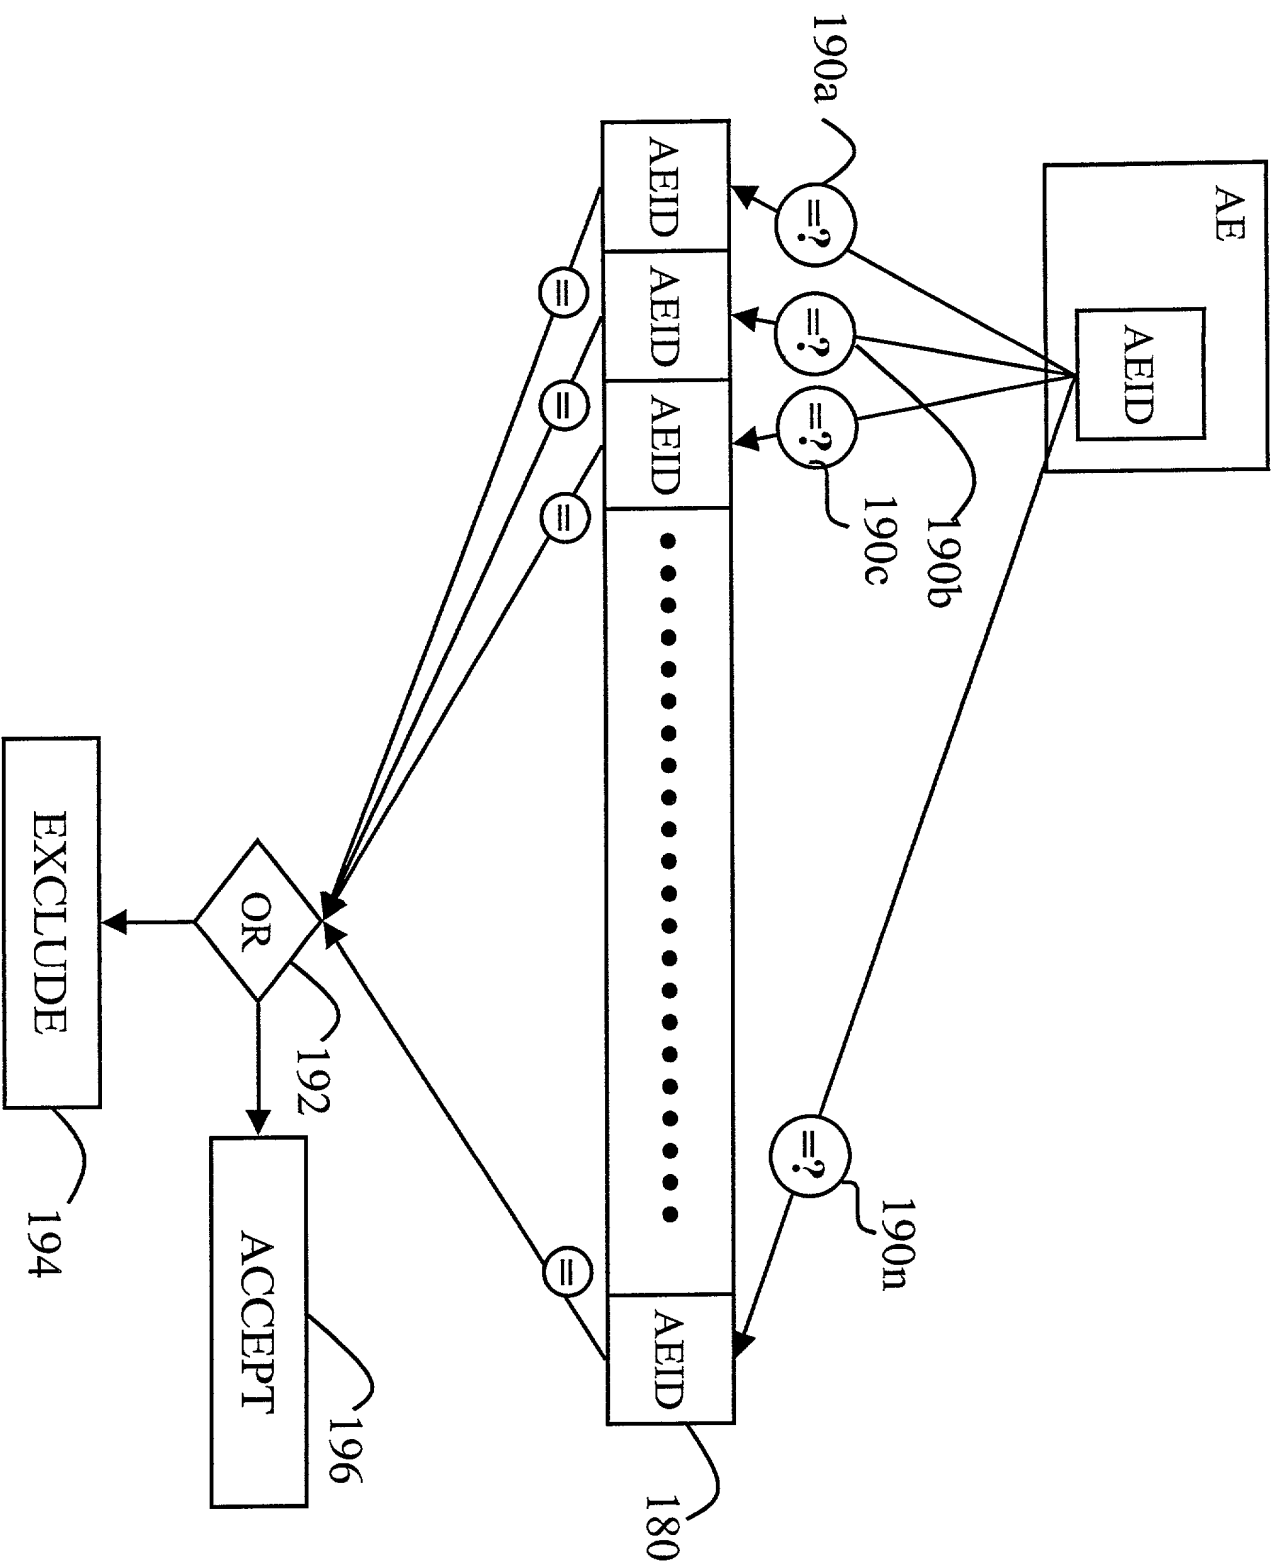 AE
AEID
190a
=?
=?
=?
190b
190c
=?
190n
AEID
AEID
AEID
AEID
180
=
=
=
=
OR
192
EXCLUDE
194
ACCEPT
196